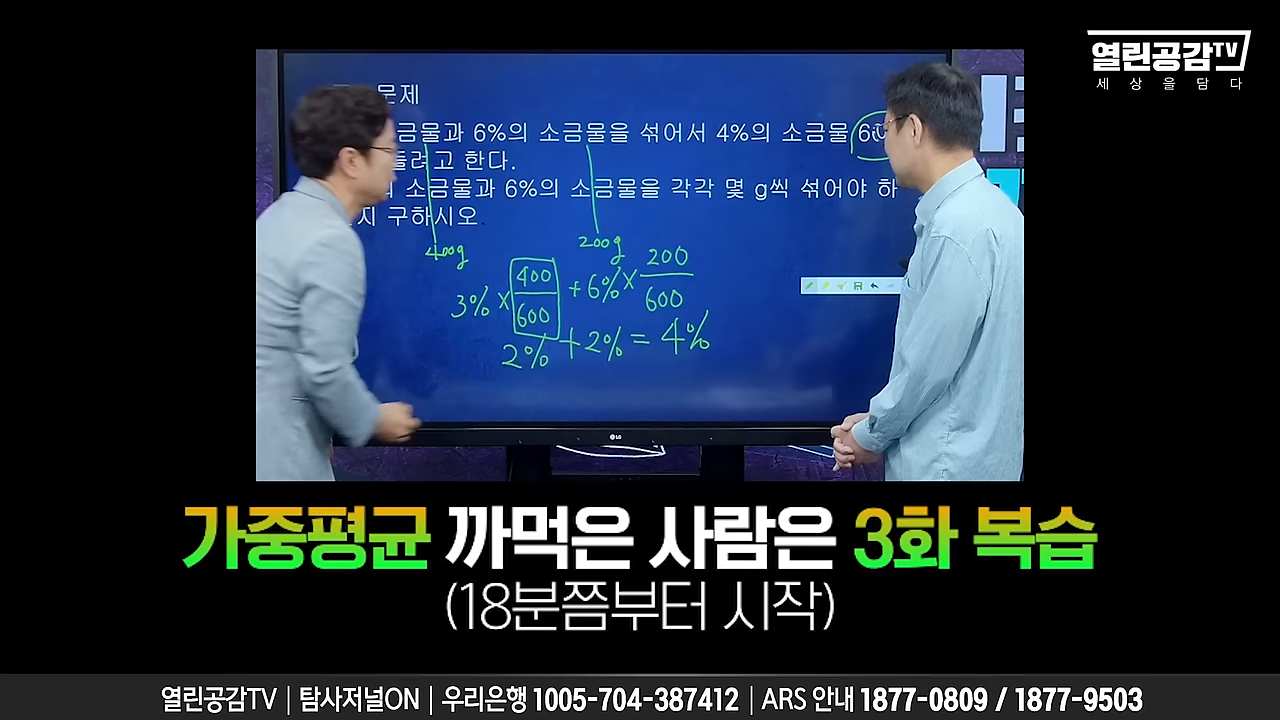 열린공감TV
세상을담다
문제
금물과 6%의 소금물을 섞어서 4%의 소금물
들려고 한다.
소금물과 6%의 소금물을 각각 몇 g씩 섞어야 하
지 구하시오
400g
200g
3% × 400/600 + 6% × 200/600
2% + 2% = 4%
LG
가중평균 까먹은 사람은 3화 복습
(18분쯤부터 시작)
열린공감TV | 탐사저널ON | 우리은행 1005-704-387412 | ARS 안내 1877-0809 / 1877-9503